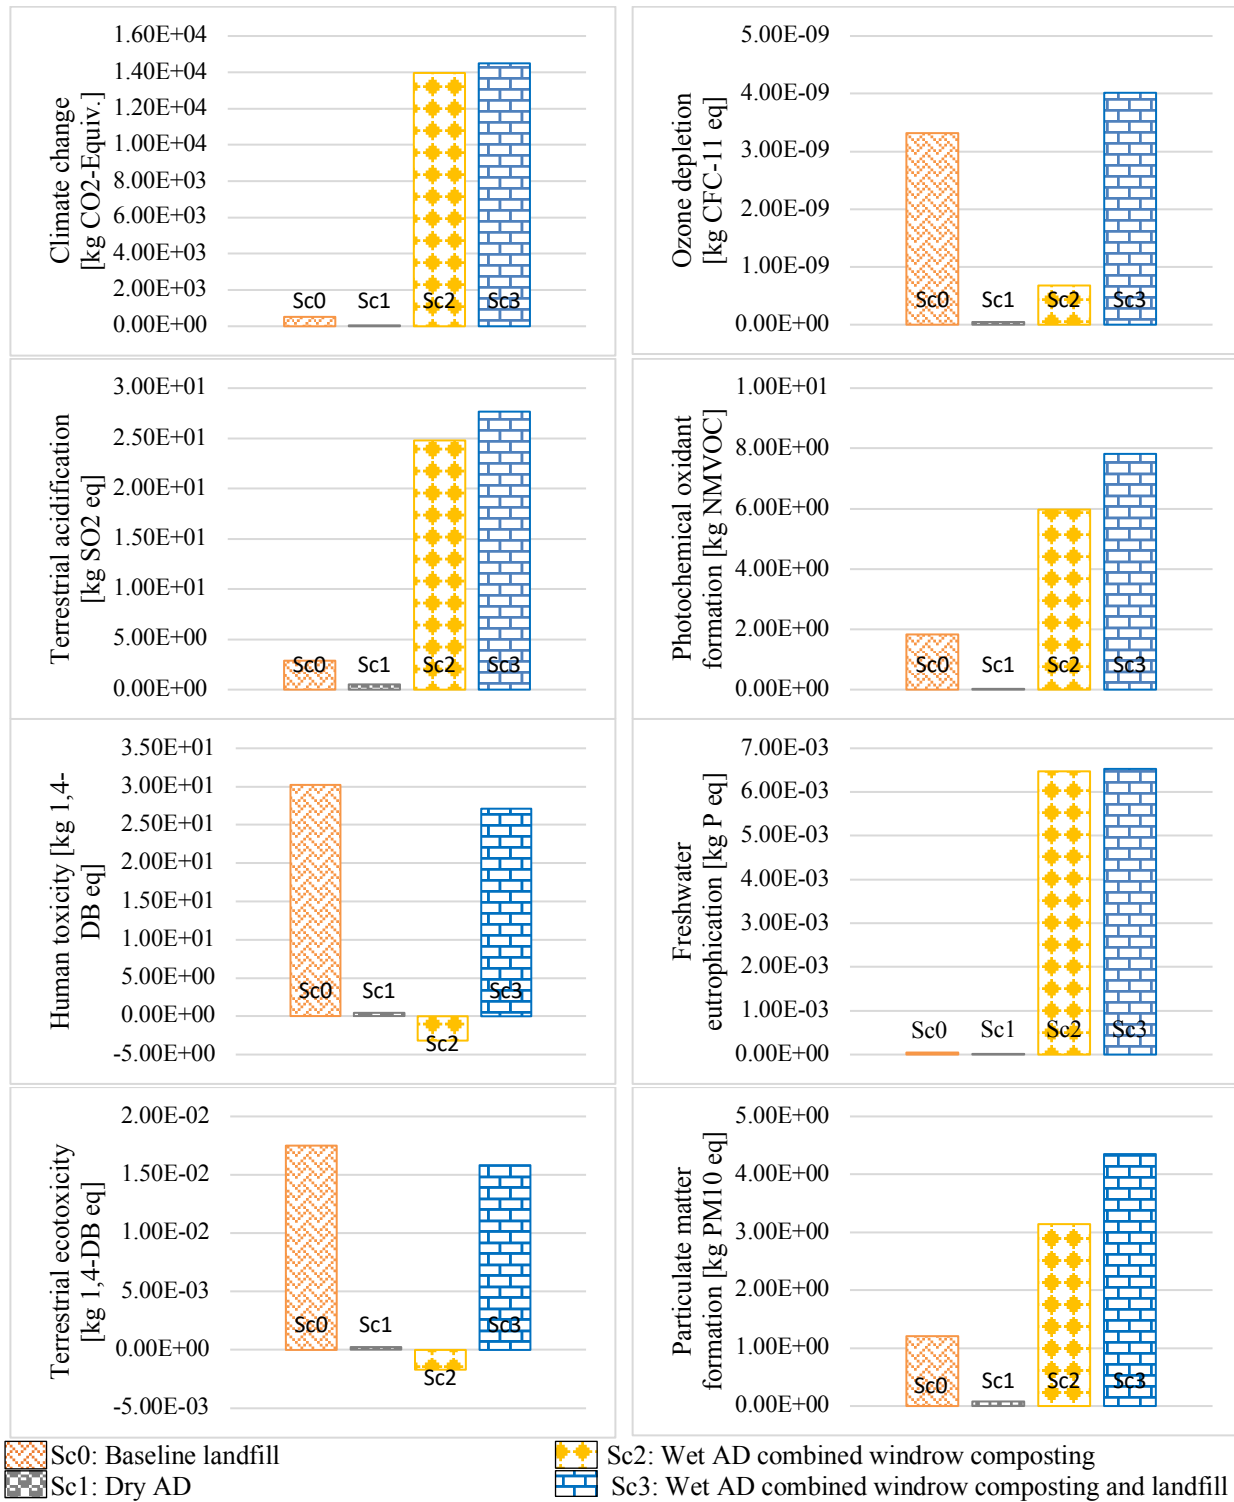 Climate change
[kg CO2-Equiv.]
1.60E+04
1.40E+04
1.20E+04
1.00E+04
8.00E+03
6.00E+03
4.00E+03
2.00E+03
0.00E+00
Sc0 Sc1 Sc2 Sc3
Ozone depletion
[kg CFC-11 eq]
5.00E-09
4.00E-09
3.00E-09
2.00E-09
1.00E-09
0.00E+00
Sc0 Sc1 Sc2 Sc3
Terrestrial acidification
[kg SO2 eq]
3.00E+01
2.50E+01
2.00E+01
1.50E+01
1.00E+01
5.00E+00
0.00E+00
Sc0 Sc1 Sc2 Sc3
Photochemical oxidant
formation [kg NMVOC]
1.00E+01
8.00E+00
6.00E+00
4.00E+00
2.00E+00
0.00E+00
Sc0 Sc1 Sc2 Sc3
Human toxicity [kg 1,4-
DB eq]
3.50E+01
3.00E+01
2.50E+01
2.00E+01
1.50E+01
1.00E+01
5.00E+00
0.00E+00
-5.00E+00
Sc0 Sc1 Sc2 Sc3
Freshwater
eutrophication [kg P eq]
7.00E-03
6.00E-03
5.00E-03
4.00E-03
3.00E-03
2.00E-03
1.00E-03
0.00E+00
Sc0 Sc1 Sc2 Sc3
Terrestrial ecotoxicity
[kg 1,4-DB eq]
2.00E-02
1.50E-02
1.00E-02
5.00E-03
0.00E+00
-5.00E-03
Sc0 Sc1 Sc2 Sc3
Particulate matter
formation [kg PM10 eq]
5.00E+00
4.00E+00
3.00E+00
2.00E+00
1.00E+00
0.00E+00
Sc0 Sc1 Sc2 Sc3
Sc0: Baseline landfill
Sc2: Wet AD combined windrow composting
Sc1: Dry AD
Sc3: Wet AD combined windrow composting and landfill